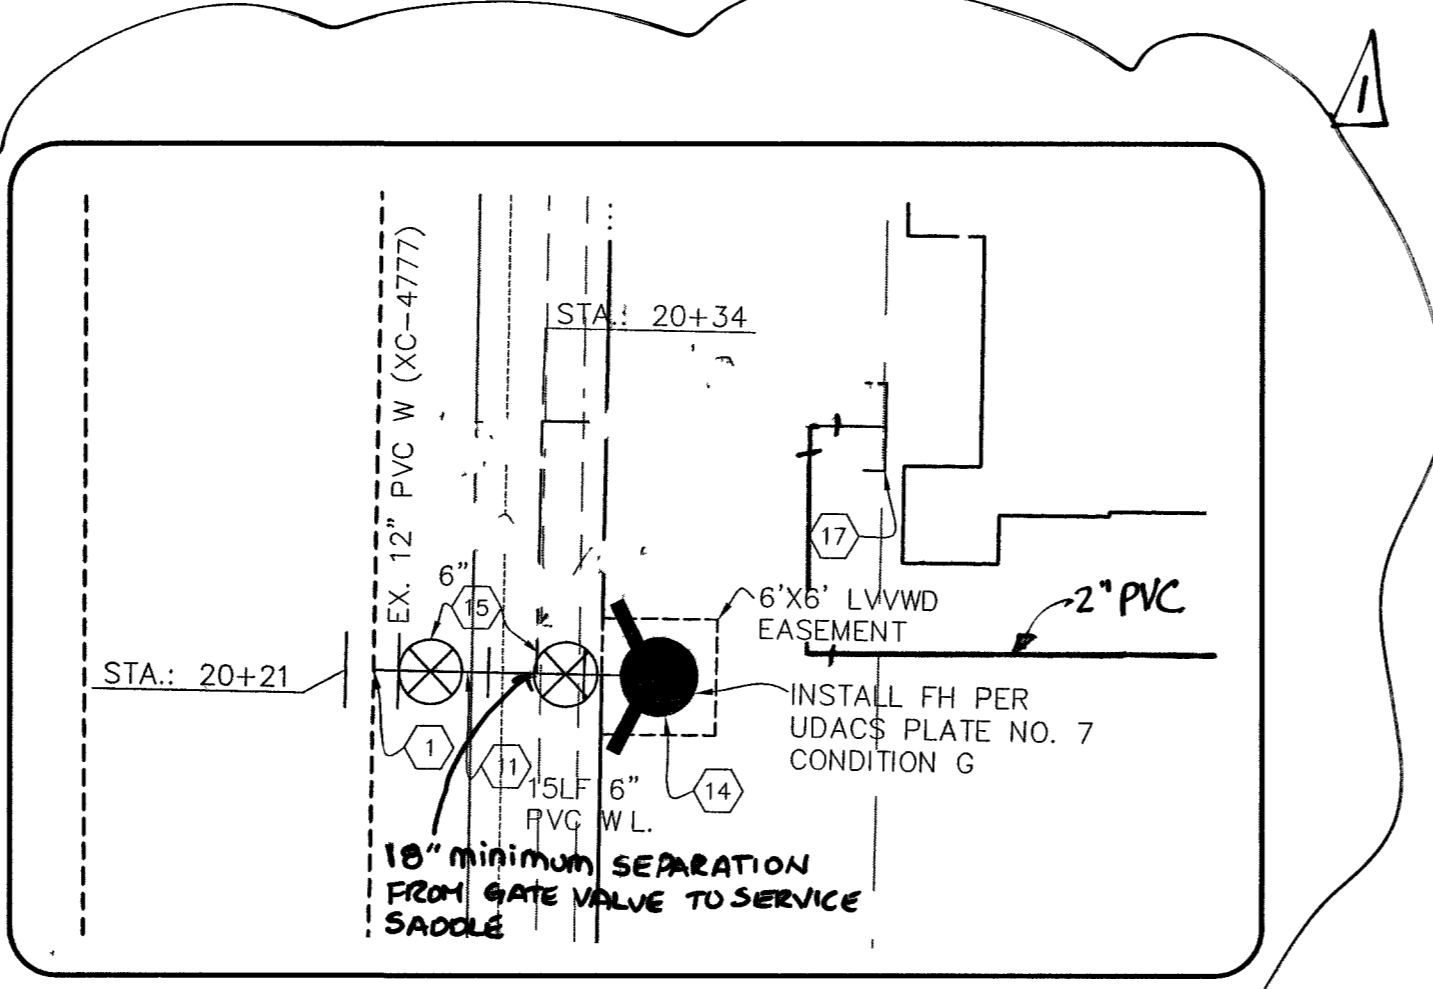 1
EX. 12" PVC W (XC-4777)
STA.: 20+34
17
6"
15
6'X6' LVVWD
EASEMENT
2" PVC
STA.: 20+21
INSTALL FH PER
UDACS PLATE NO. 7
CONDITION G
1
11
14
15LF 6"
PVC WL.
18" minimum SEPARATION
FROM GATE VALUE TO SERVICE
SADDLE